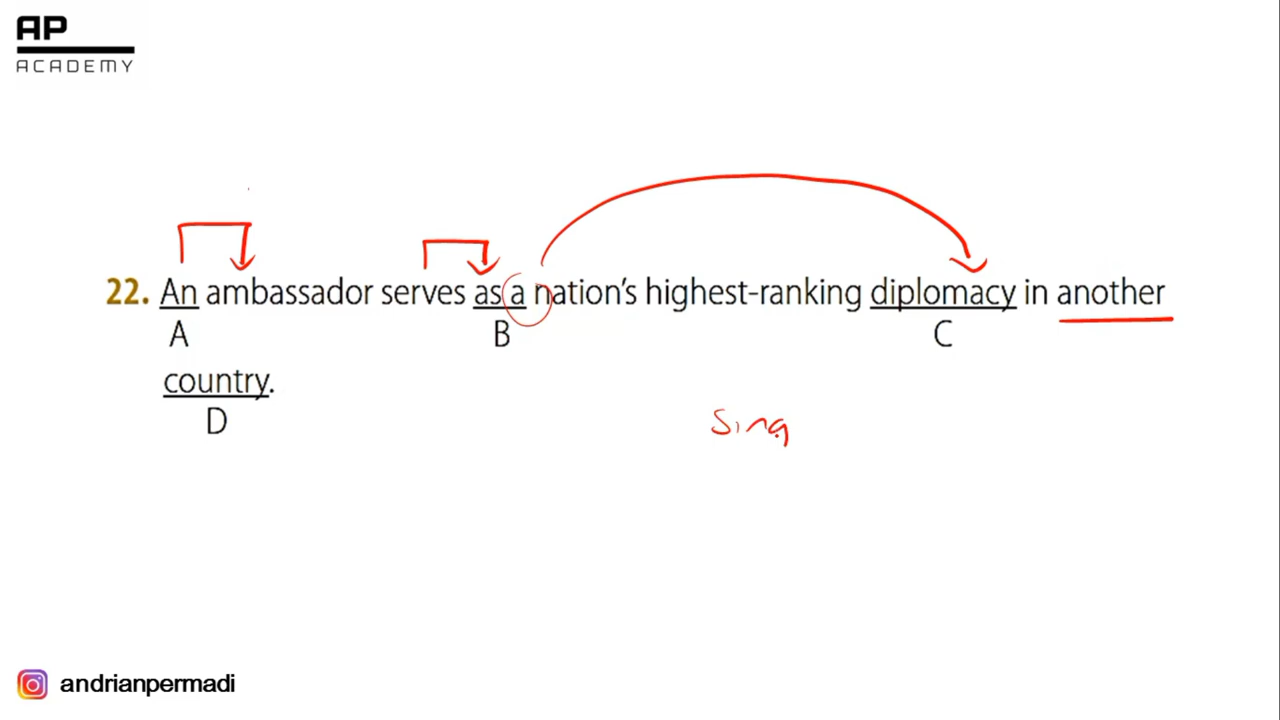 AP
ACADEMY
22. An ambassador serves as a nation's highest-ranking diplomacy in another
A B C
country.
D
sing
andrianpermadi